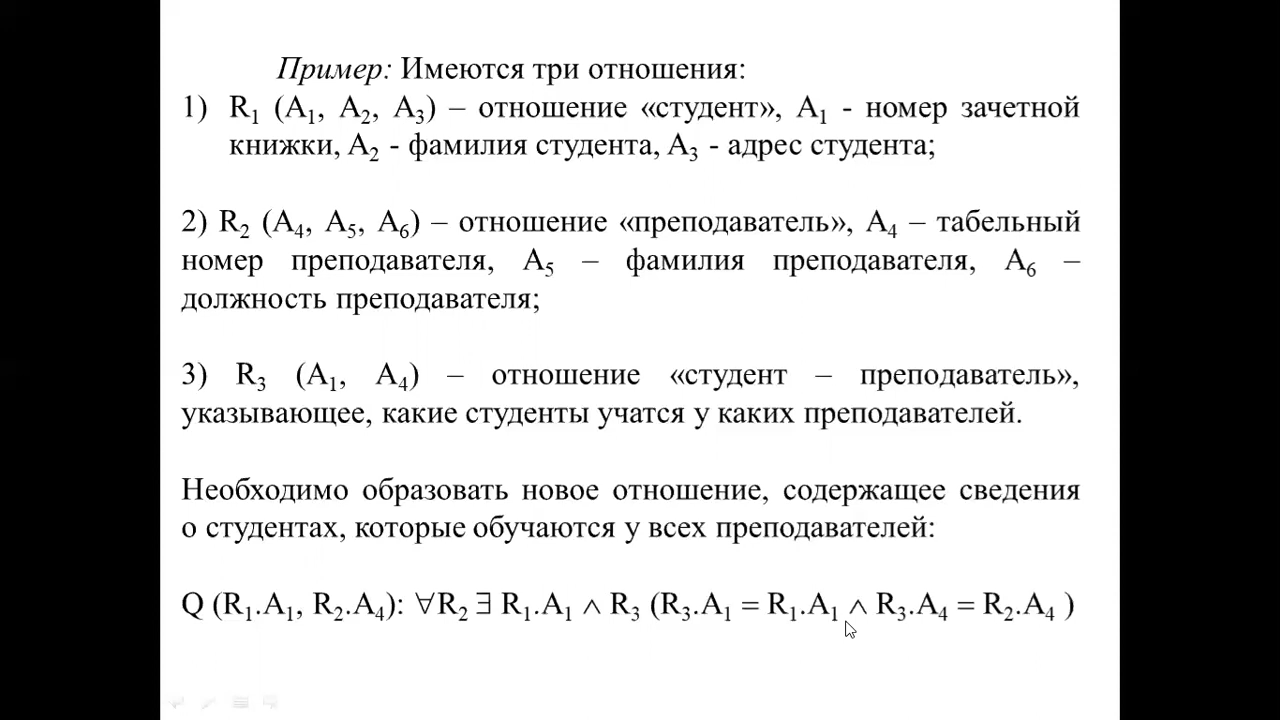 Пример: Имеются три отношения:
1) R₁ (A₁, A₂, A₃) – отношение «студент», A₁ - номер зачетной
книжки, A₂ - фамилия студента, A₃ - адрес студента;
2) R₂ (A₄, A₅, A₆) – отношение «преподаватель», A₄ – табельный
номер преподавателя, A₅ – фамилия преподавателя, A₆ –
должность преподавателя;
3) R₃ (A₁, A₄) – отношение «студент – преподаватель»,
указывающее, какие студенты учатся у каких преподавателей.
Необходимо образовать новое отношение, содержащее сведения
о студентах, которые обучаются у всех преподавателей:
Q (R₁.A₁, R₂.A₄): ∀R₂ ∃ R₁.A₁ ∧ R₃ (R₃.A₁ = R₁.A₁ ∧ R₃.A₄ = R₂.A₄ )